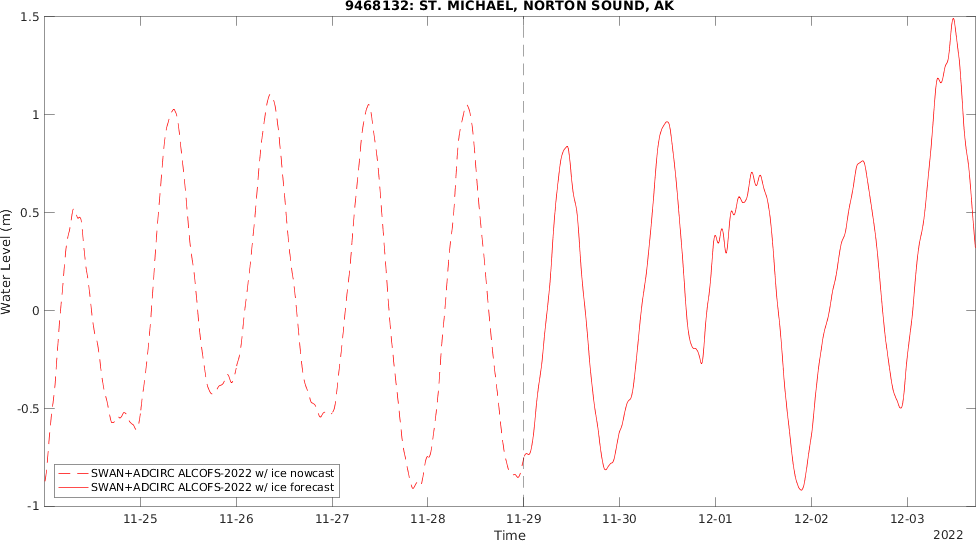 9468132: ST. MICHAEL, NORTON SOUND, AK
Water Level (m)
1.5
1
0.5
0
-0.5
-1
SWAN+ADCIRC ALCOFS-2022 w/ ice nowcast
SWAN+ADCIRC ALCOFS-2022 w/ ice forecast
11-25 11-26 11-27 11-28 11-29 11-30 12-01 12-02 12-03
Time
2022